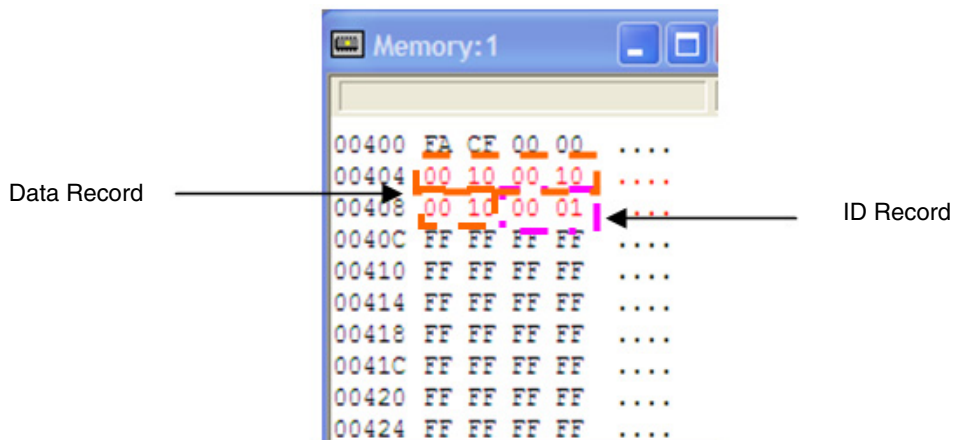 Memory:1
00400 FA CF 00 00 ....
00404 00 10 00 10 ....
Data Record
00408 00 10 00 01 ....
ID Record
0040C FF FF FF FF ....
00410 FF FF FF FF ....
00414 FF FF FF FF ....
00418 FF FF FF FF ....
0041C FF FF FF FF ....
00420 FF FF FF FF ....
00424 FF FF FF FF ....